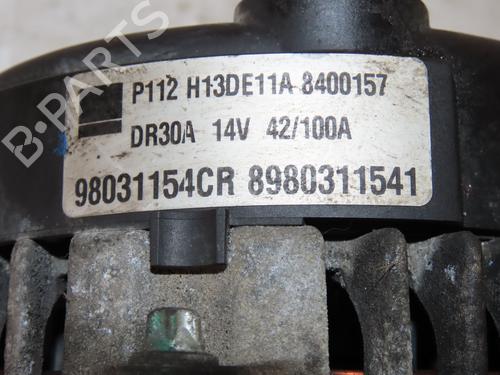 P112 H13DE11A 8400157
DR30A 14V 42/100A
98031154CR 8980311541
B-PARTS